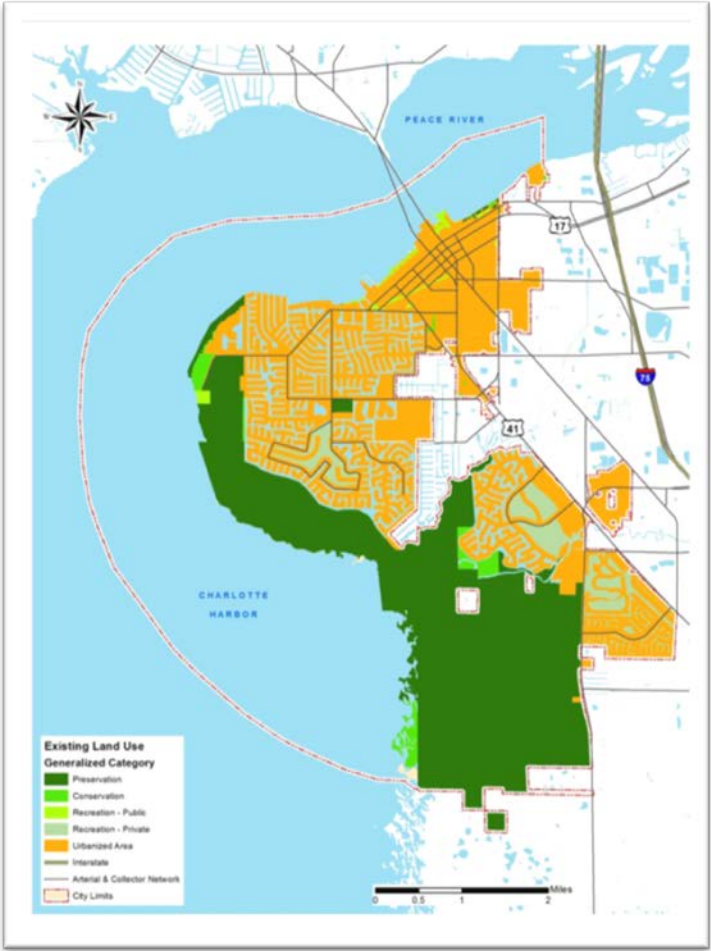 N
W
E
S
PEACE RIVER
17
75
41
CHARLOTTE
HARBOR
Existing Land Use
Generalized Category
Preservation
Conservation
Recreation - Public
Recreation - Private
Urbanized Area
Interstate
Arterial & Collector Network
City Limits
Miles
0 0.5 1 2